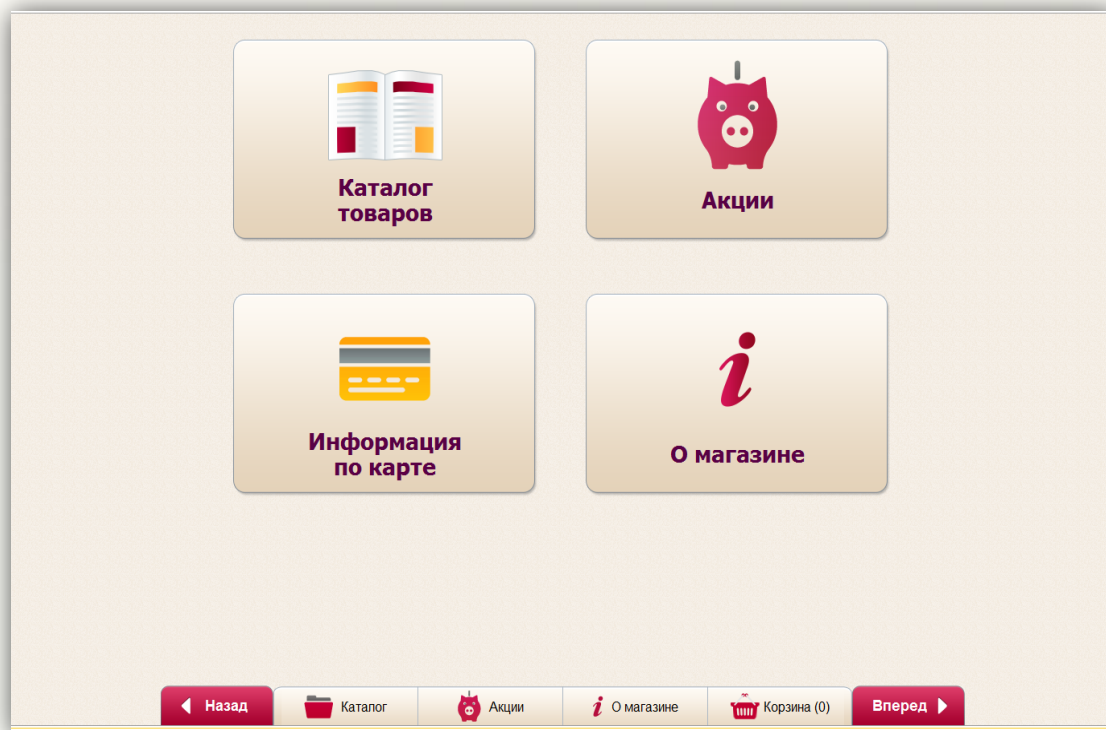 Каталог
товаров
Акции
Информация
по карте
О магазине
Назад
Каталог
Акции
О магазине
Корзина (0)
Вперед